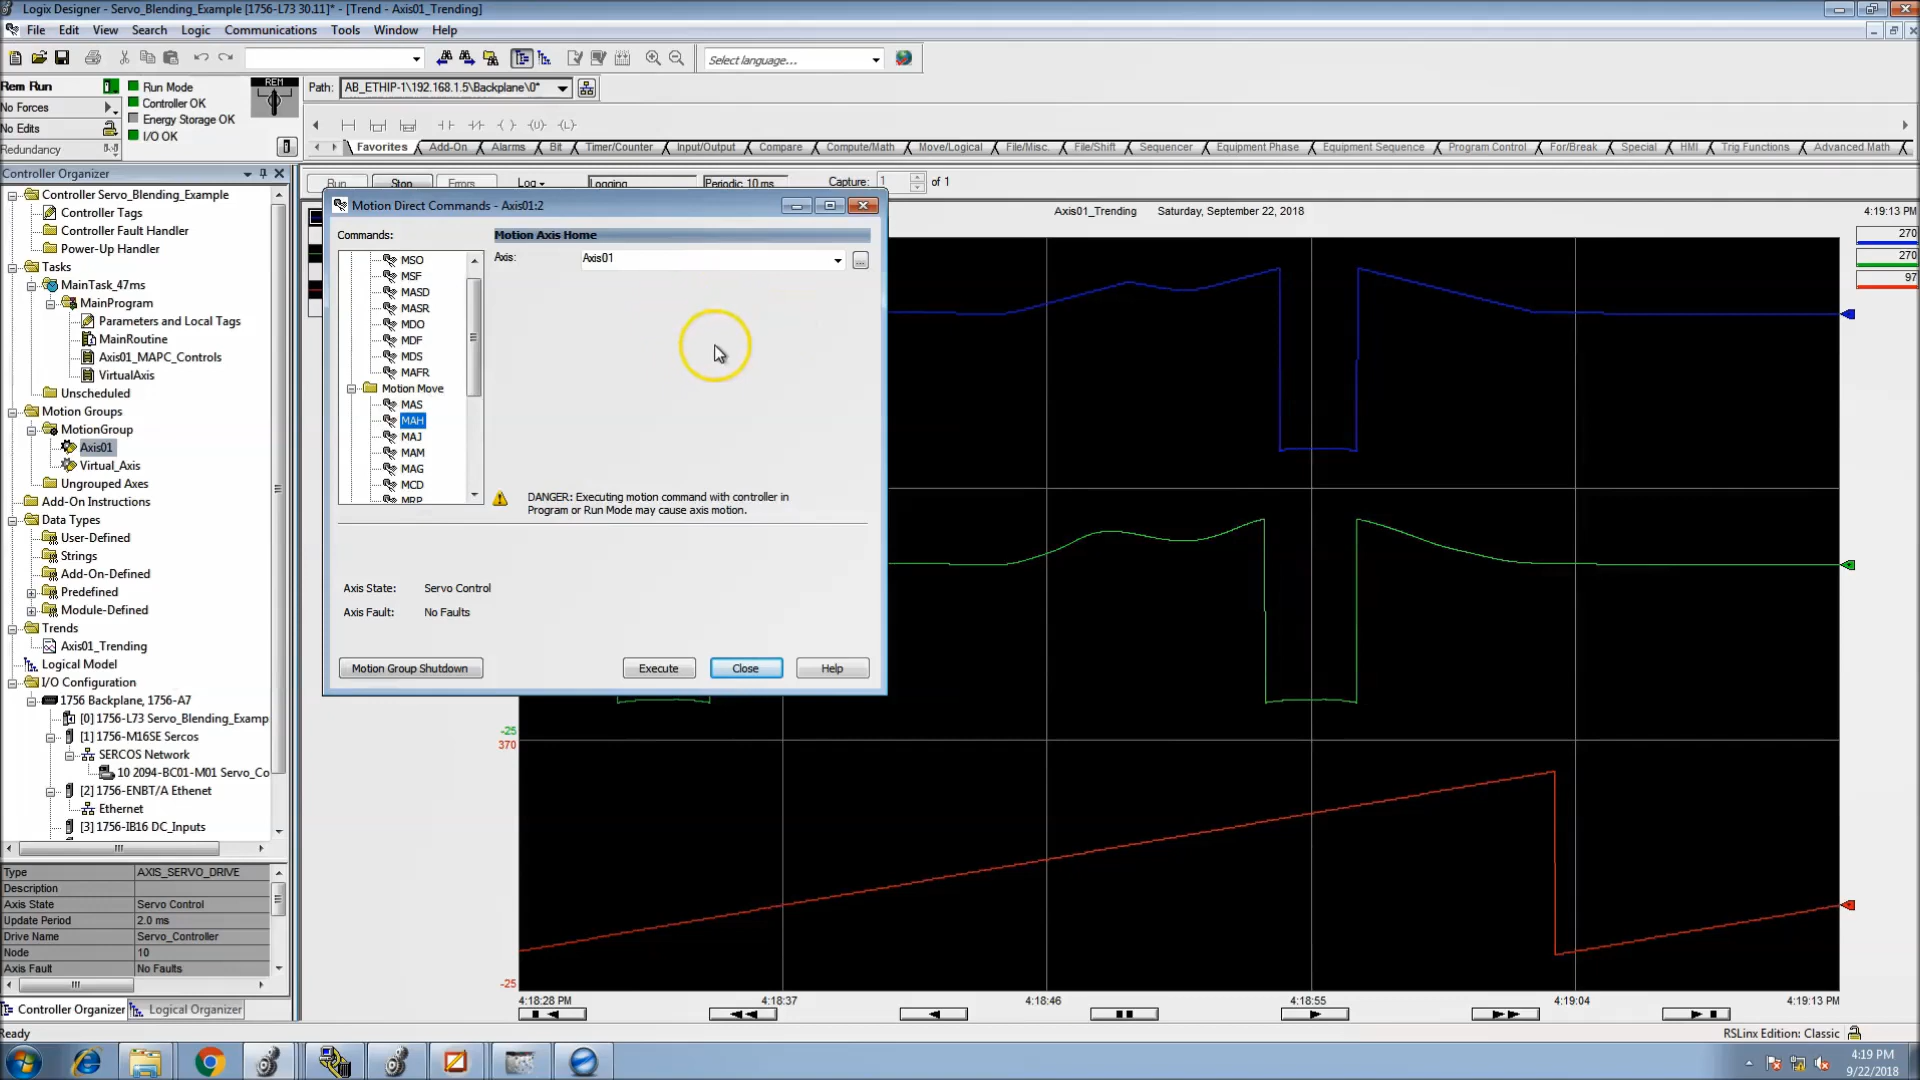 Logix Designer - Servo_Blending_Example [1756-L73 30.11]* - [Trend - Axis01_Trending]
File Edit View Search Logic Communications Tools Window Help
Select language...
Rem Run
No Forces
No Edits
Redundancy
Run Mode
Controller OK
Energy Storage OK
I/O OK
REM
Path: AB_ETHIP-1\192.168.1.5\Backplane\0*
Favorites Add-On Alarms Bit Timer/Counter Input/Output Compare Compute/Math Move/Logical File/Misc. File/Shift Sequencer Equipment Phase Equipment Sequence Program Control For/Break Special HMI Trig Functions Advanced Math
Controller Organizer
Controller Servo_Blending_Example
Controller Tags
Controller Fault Handler
Power-Up Handler
Tasks
MainTask_47ms
MainProgram
Parameters and Local Tags
MainRoutine
Axis01_MAPC_Controls
VirtualAxis
Unscheduled
Motion Groups
MotionGroup
Axis01
Virtual_Axis
Ungrouped Axes
Add-On Instructions
Data Types
User-Defined
Strings
Add-On-Defined
Predefined
Module-Defined
Trends
Axis01_Trending
Logical Model
I/O Configuration
1756 Backplane, 1756-A7
[0] 1756-L73 Servo_Blending_Examp
[1] 1756-M16SE Sercos
SERCOS Network
10 2094-BC01-M01 Servo_Co
[2] 1756-ENBT/A Ethenet
Ethernet
[3] 1756-IB16 DC_Inputs
Type AXIS_SERVO_DRIVE
Description
Axis State Servo Control
Update Period 2.0 ms
Drive Name Servo_Controller
Node 10
Axis Fault No Faults
Controller Organizer Logical Organizer
Ready
Run Stop Errors Log Logging Periodic 10 ms Capture: 1 of 1
Axis01_Trending Saturday, September 22, 2018 4:19:13 PM
270
270
97
Motion Direct Commands - Axis01:2
Commands:
MSO
MSF
MASD
MASR
MDO
MDF
MDS
MAFR
Motion Move
MAS
MAH
MAJ
MAM
MAG
MCD
MRP
Motion Axis Home
Axis: Axis01
...
DANGER: Executing motion command with controller in
Program or Run Mode may cause axis motion.
Axis State: Servo Control
Axis Fault: No Faults
Motion Group Shutdown Execute Close Help
-25
370
-25
4:18:28 PM 4:18:37 4:18:46 4:18:55 4:19:04 4:19:13 PM
RSLinx Edition: Classic
4:19 PM
9/22/2018